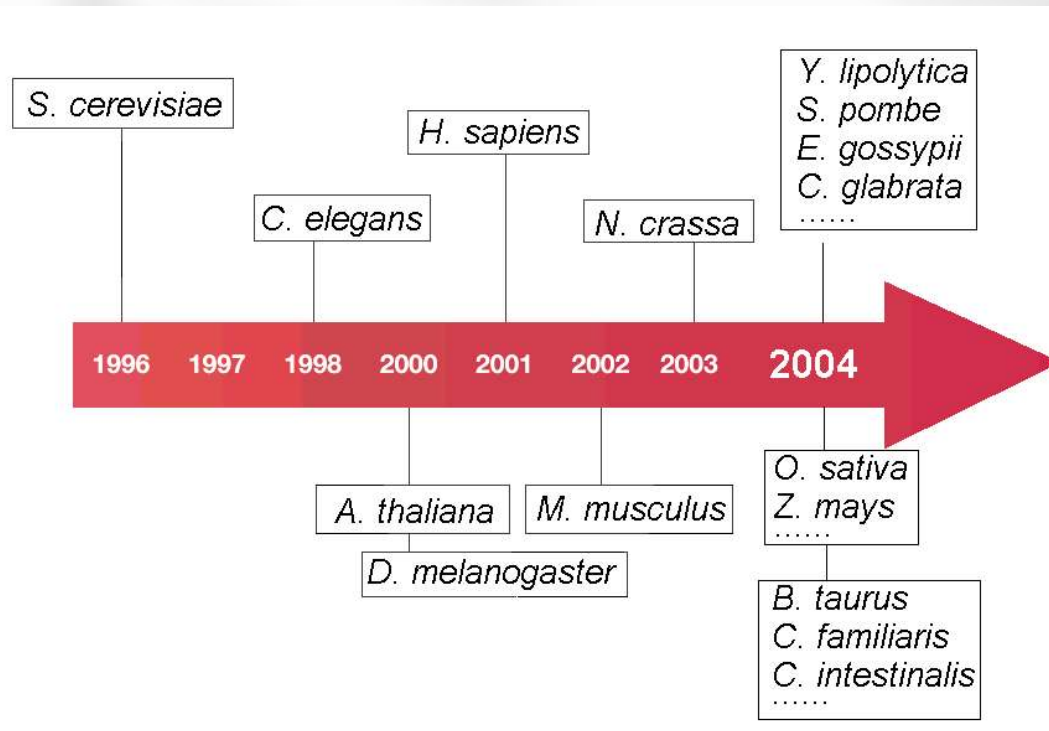 S. cerevisiae
C. elegans
H. sapiens
N. crassa
Y. lipolytica
S. pombe
E. gossypii
C. glabrata
......
1996 1997 1998 2000 2001 2002 2003 2004
A. thaliana
D. melanogaster
M. musculus
O. sativa
Z. mays
......
B. taurus
C. familiaris
C. intestinalis
......